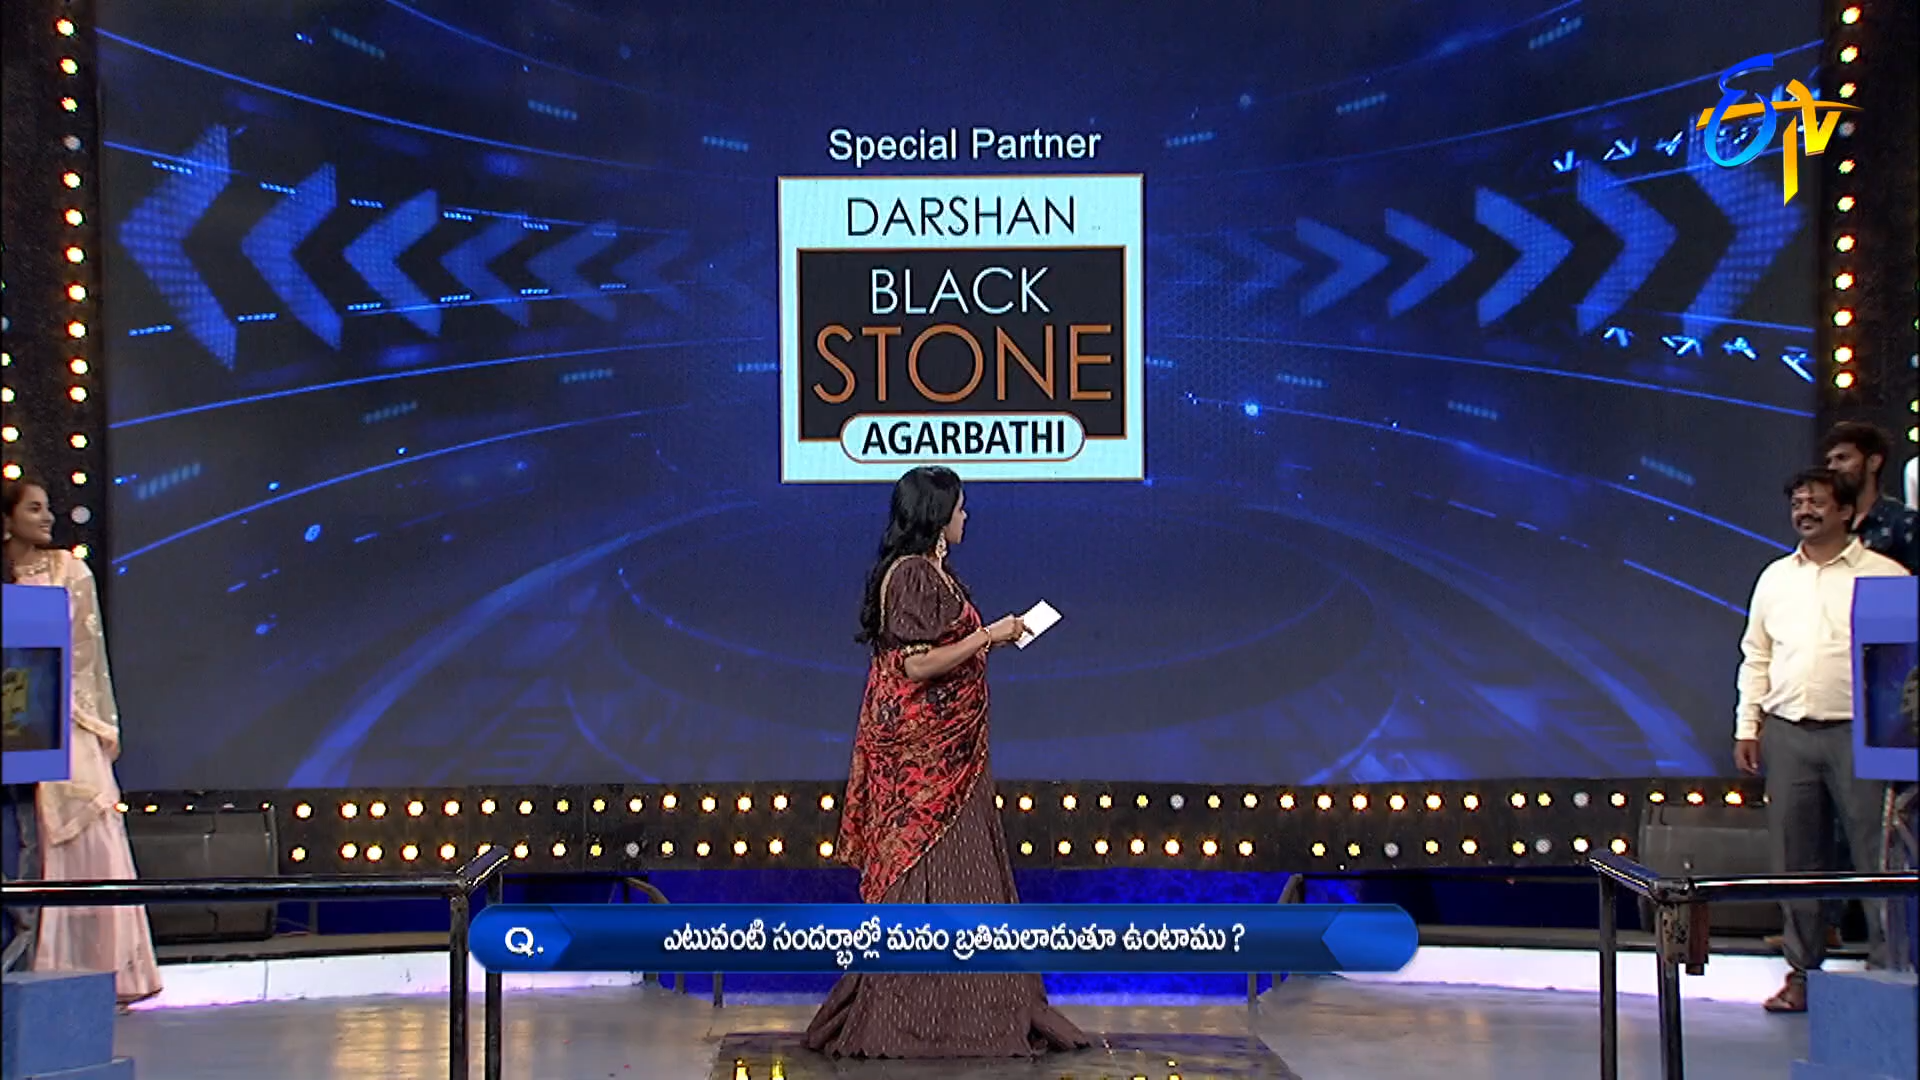 Special Partner
DARSHAN
BLACK
STONE
AGARBATHI
ETV
Q. ఎటువంటి సందర్భాల్లో మనం బ్రతిమలాడుతూ ఉంటాము ?